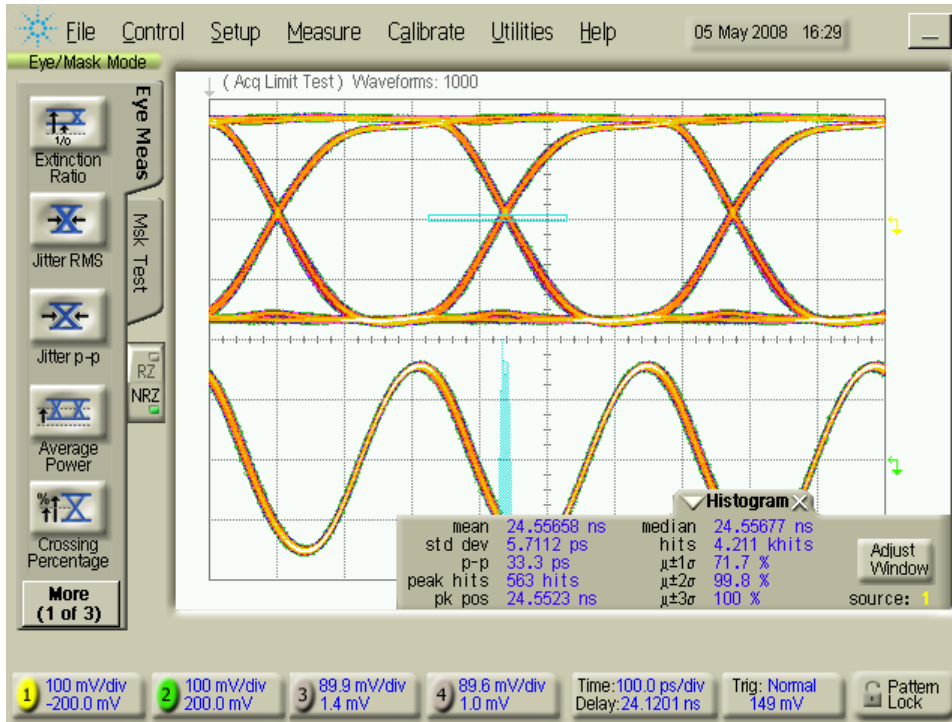 File Control Setup Measure Calibrate Utilities Help 05 May 2008 16:29
Eye/Mask Mode
( Acq Limit Test ) Waveforms: 1000
Eye Meas
Msk Test
1/0
Extinction
Ratio
Jitter RMS
Jitter p-p
RZ
NRZ
Average
Power
%
Crossing
Percentage
More
(1 of 3)
Histogram
mean 24.55658 ns median 24.55677 ns
std dev 5.7112 ps hits 4.211 khits
p-p 33.3 ps μ±1σ 71.7 %
peak hits 563 hits μ±2σ 99.8 %
pk pos 24.5523 ns μ±3σ 100 %
Adjust
Window
source: 1
1 100 mV/div
-200.0 mV
2 100 mV/div
200.0 mV
3 89.9 mV/div
1.4 mV
4 89.6 mV/div
1.0 mV
Time:100.0 ps/div
Delay:24.1201 ns
Trig: Normal
149 mV
Pattern
Lock